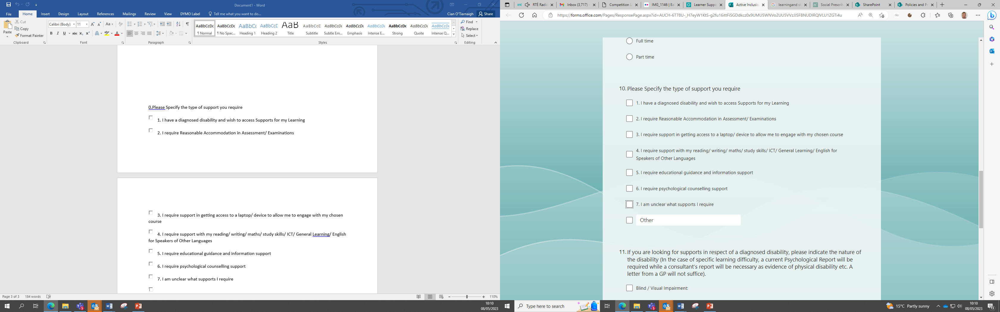 Document1 - Word
Cian O'Tiarnaigh
Share
File
Home
Insert
Design
Layout
References
Mailings
Review
View
DYMO Label
Tell me what you want to do...
Paste
Cut
Copy
Format Painter
Clipboard
Calibri (Body)
11
Font
Paragraph
AaBbCcDc
¶ Normal
AaBbCcDc
¶ No Spac...
AaBbCc
Heading 1
AaBbCcC
Heading 2
AaB
Title
AaBbCcC
Subtitle
AaBbCcDc
Subtle Em...
AaBbCcDc
Emphasis
AaBbCcDc
Intense E...
AaBbCcDc
Strong
AaBbCcDc
Quote
AaBbCcDc
Intense Q...
Styles
Find
Replace
Select
Editing
0.Please Specify the type of support you require
1. I have a diagnosed disability and wish to access Supports for my Learning
2. I require Reasonable Accommodation in Assessment/ Examinations
3. I require support in getting access to a laptop/ device to allow me to engage with my chosen
course
4. I require support with my reading/ writing/ maths/ study skills/ ICT/ General Learning/ English
for Speakers of Other Languages
5. I require educational guidance and information support
6. I require psychological counselling support
7. I am unclear what supports I require
Page 3 of 3
184 words
110%
10:10
08/05/2023
RTÉ Radio
Inbox (3,717)
Competition L
IMG_1146 | Ba
Learner Suppo
Active Inclusio
learningand sk
Social Prescrib
SharePoint
Policies and P
https://forms.office.com/Pages/ResponsePage.aspx?id=AUCH-6T78U-_H7eyW1KtS-g2fu16ittFiSGDdkcz0x9UMU5WNVo2UU5VVzJJSFBNUDlRQlVLU1ZGTi4u
Full time
Part time
10. Please Specify the type of support you require
1. I have a diagnosed disability and wish to access Supports for my Learning
2. I require Reasonable Accommodation in Assessment/ Examinations
3. I require support in getting access to a laptop/ device to allow me to engage with my chosen course
4. I require support with my reading/ writing/ maths/ study skills/ ICT/ General Learning/ English for
Speakers of Other Languages
5. I require educational guidance and information support
6. I require psychological counselling support
7. I am unclear what supports I require
Other
11. If you are looking for supports in respect of a diagnosed disability, please indicate the nature of
the disability (In the case of specific learning difficulty, a current Psychological Report will be
required while a consultant's report will be necessary as evidence of physical disability etc. A
letter from a GP will not suffice).
Blind / Visual Impairment:
Type here to search
15°C Partly sunny
10:10
08/05/2023